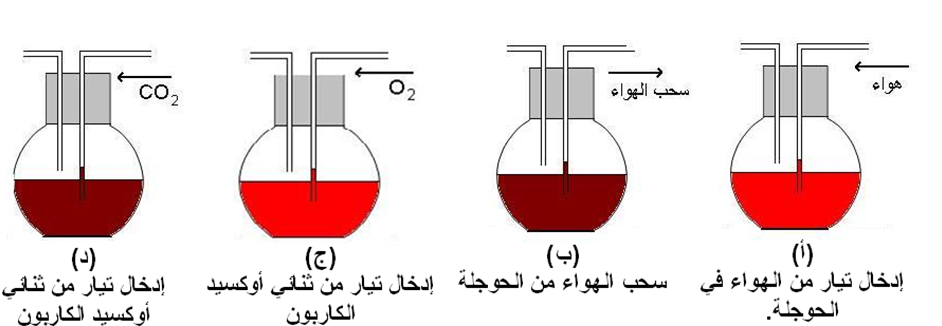 هواء
سحب الهواء
O2
CO2
(أ)
إدخال تيار من الهواء في
الحوجلة.
(ب)
سحب الهواء من الحوجلة
(ج)
إدخال تيار من ثنائي أوكسيد
الكاربون
(د)
إدخال تيار من ثنائي
أوكسيد الكاربون